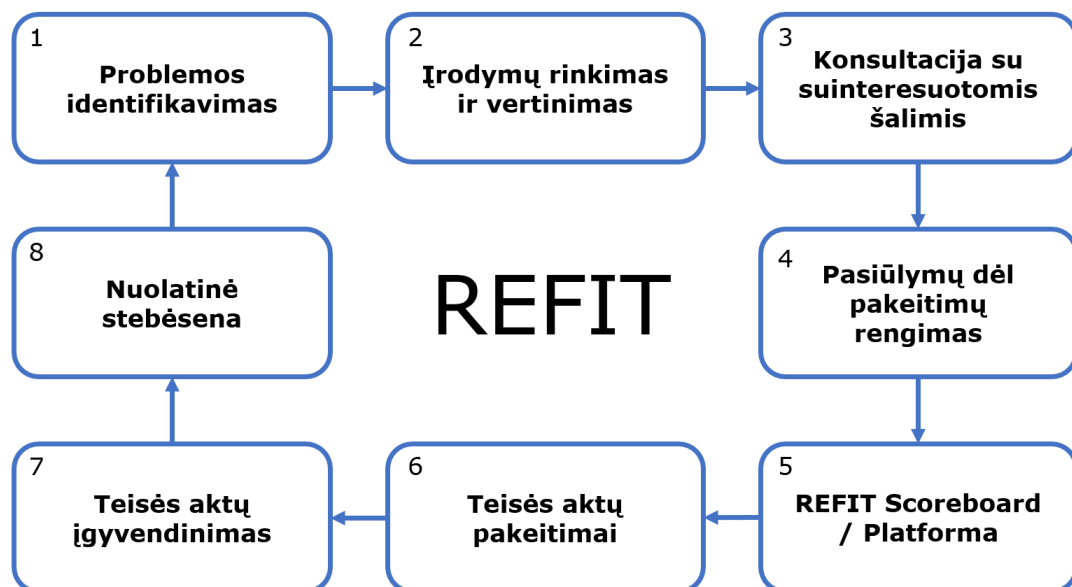 1
Problemos
identifikavimas
2
Įrodymų rinkimas
ir vertinimas
3
Konsultacija su
suinteresuotomis
šalimis
4
Pasiūlymų dėl
pakeitimų
rengimas
5
REFIT Scoreboard
/ Platforma
6
Teisės aktų
pakeitimai
7
Teisės aktų
įgyvendinimas
8
Nuolatinė
stebėsena
REFIT